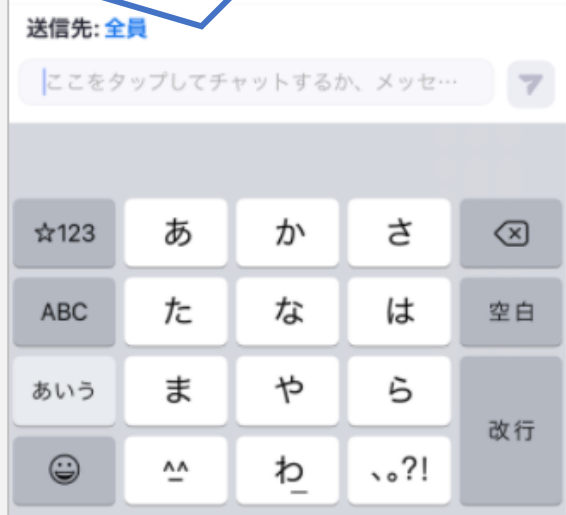 送信先: 全員
ここをタップしてチャットするか、メッセ…
☆123 あ か さ
ABC た な は 空白
あいう ま や ら
改行
^^ わ 、。?!